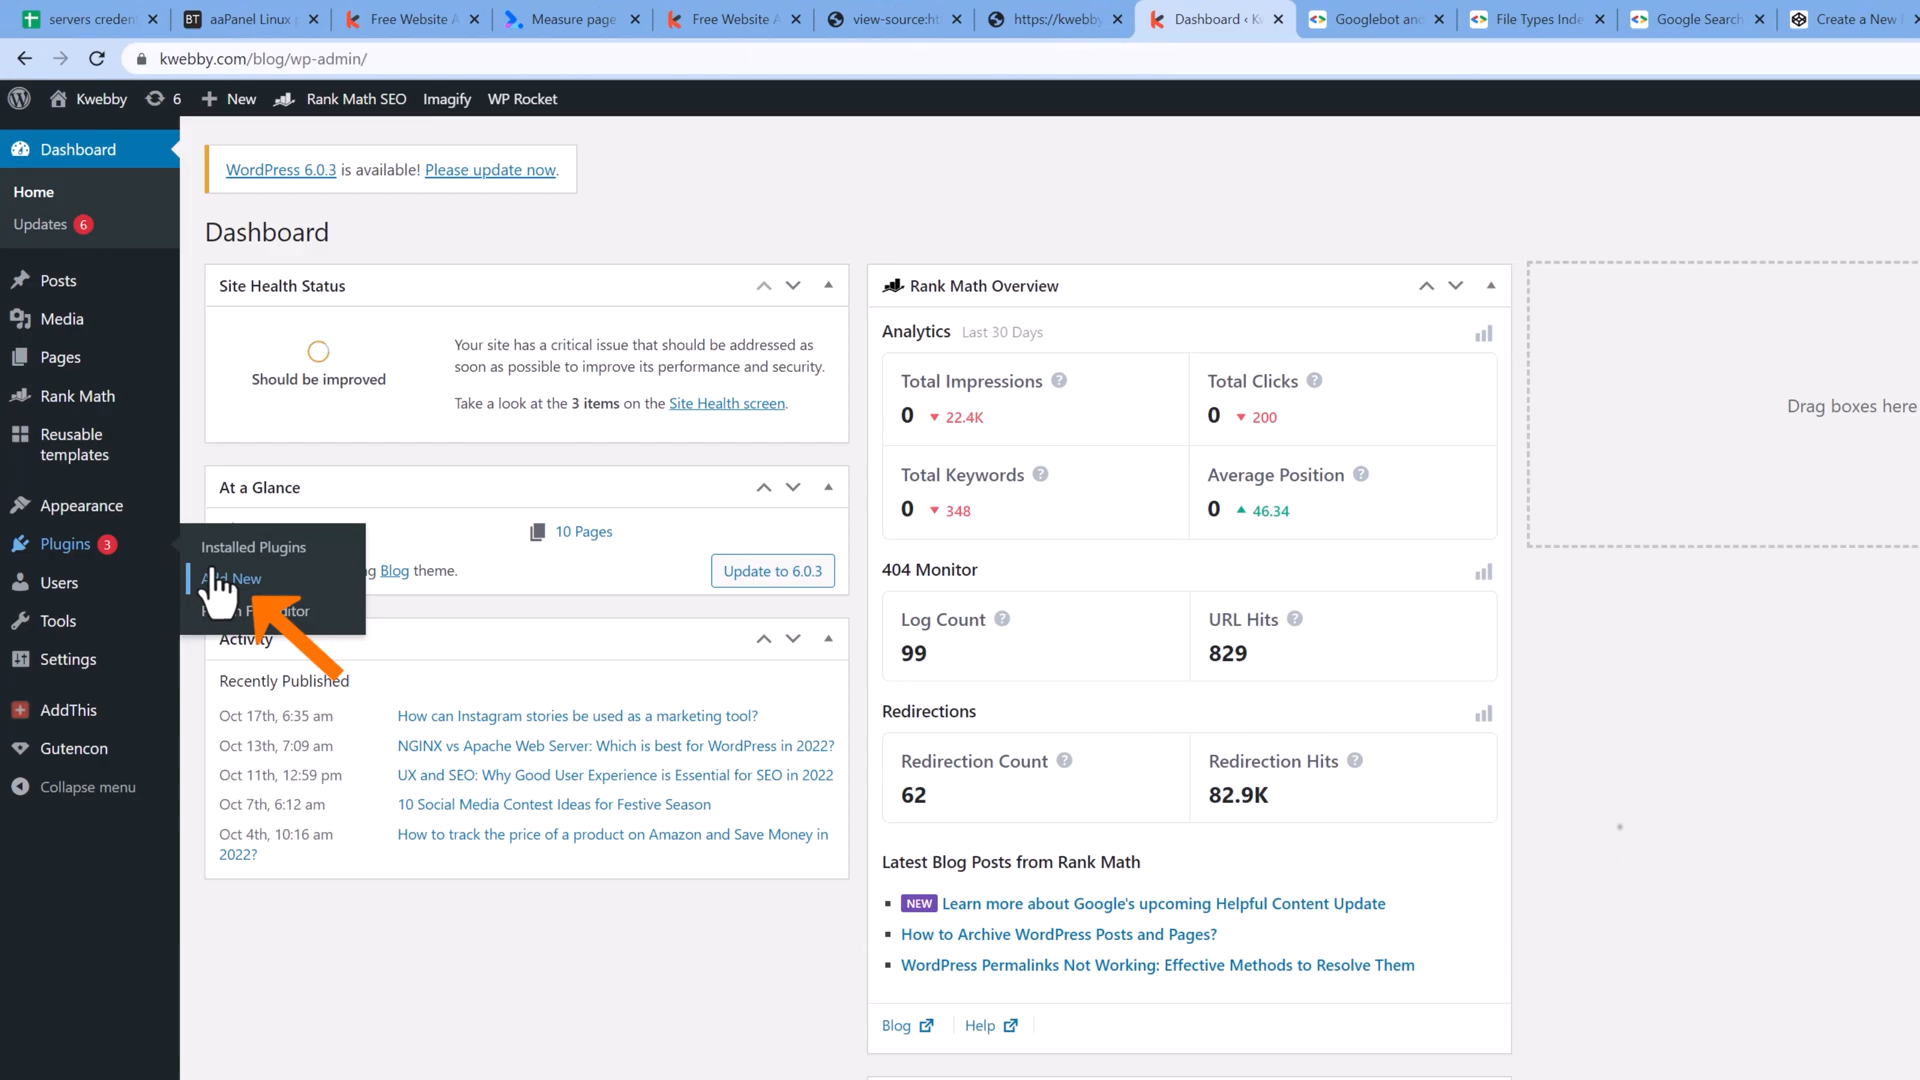 servers creden
aaPanel Linux p
Free Website A
Measure page
Free Website A
view-source:ht
https://kwebby
Dashboard ‹ Kw
Googlebot and
File Types Inde
Google Search
Create a New
kwebby.com/blog/wp-admin/
Kwebby
6
New
Rank Math SEO
Imagify
WP Rocket
Dashboard
Home
Updates 6
Posts
Media
Pages
Rank Math
Reusable
templates
Appearance
Plugins 3
Users
Tools
Settings
AddThis
Gutencon
Collapse menu
Installed Plugins
Add New
WordPress 6.0.3 is available! Please update now.
Dashboard
Site Health Status
Should be improved
Your site has a critical issue that should be addressed as
soon as possible to improve its performance and security.
Take a look at the 3 items on the Site Health screen.
At a Glance
10 Pages
g Blog theme.
Update to 6.0.3
Activity
Recently Published
Oct 17th, 6:35 am How can Instagram stories be used as a marketing tool?
Oct 13th, 7:09 am NGINX vs Apache Web Server: Which is best for WordPress in 2022?
Oct 11th, 12:59 pm UX and SEO: Why Good User Experience is Essential for SEO in 2022
Oct 7th, 6:12 am 10 Social Media Contest Ideas for Festive Season
Oct 4th, 10:16 am How to track the price of a product on Amazon and Save Money in
2022?
Rank Math Overview
Analytics Last 30 Days
Total Impressions
0 22.4K
Total Clicks
0 200
Total Keywords
0 348
Average Position
0 46.34
404 Monitor
Log Count
99
URL Hits
829
Redirections
Redirection Count
62
Redirection Hits
82.9K
Latest Blog Posts from Rank Math
NEW Learn more about Google's upcoming Helpful Content Update
How to Archive WordPress Posts and Pages?
WordPress Permalinks Not Working: Effective Methods to Resolve Them
Blog
Help
Drag boxes here